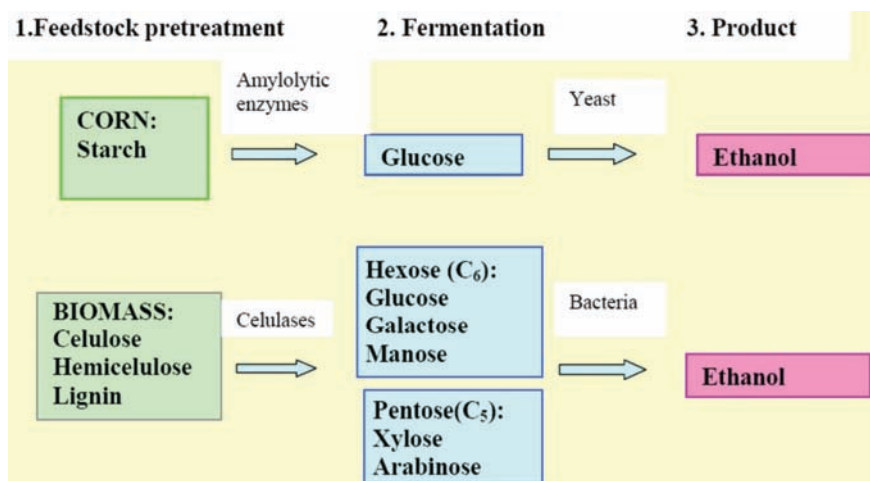 1.Feedstock pretreatment
2. Fermentation
3. Product
Amylolytic
enzymes
Yeast
CORN:
Starch
Glucose
Ethanol
BIOMASS:
Celulose
Hemicelulose
Lignin
Celulases
Hexose (C₆):
Glucose
Galactose
Manose
Bacteria
Ethanol
Pentose(C₅):
Xylose
Arabinose